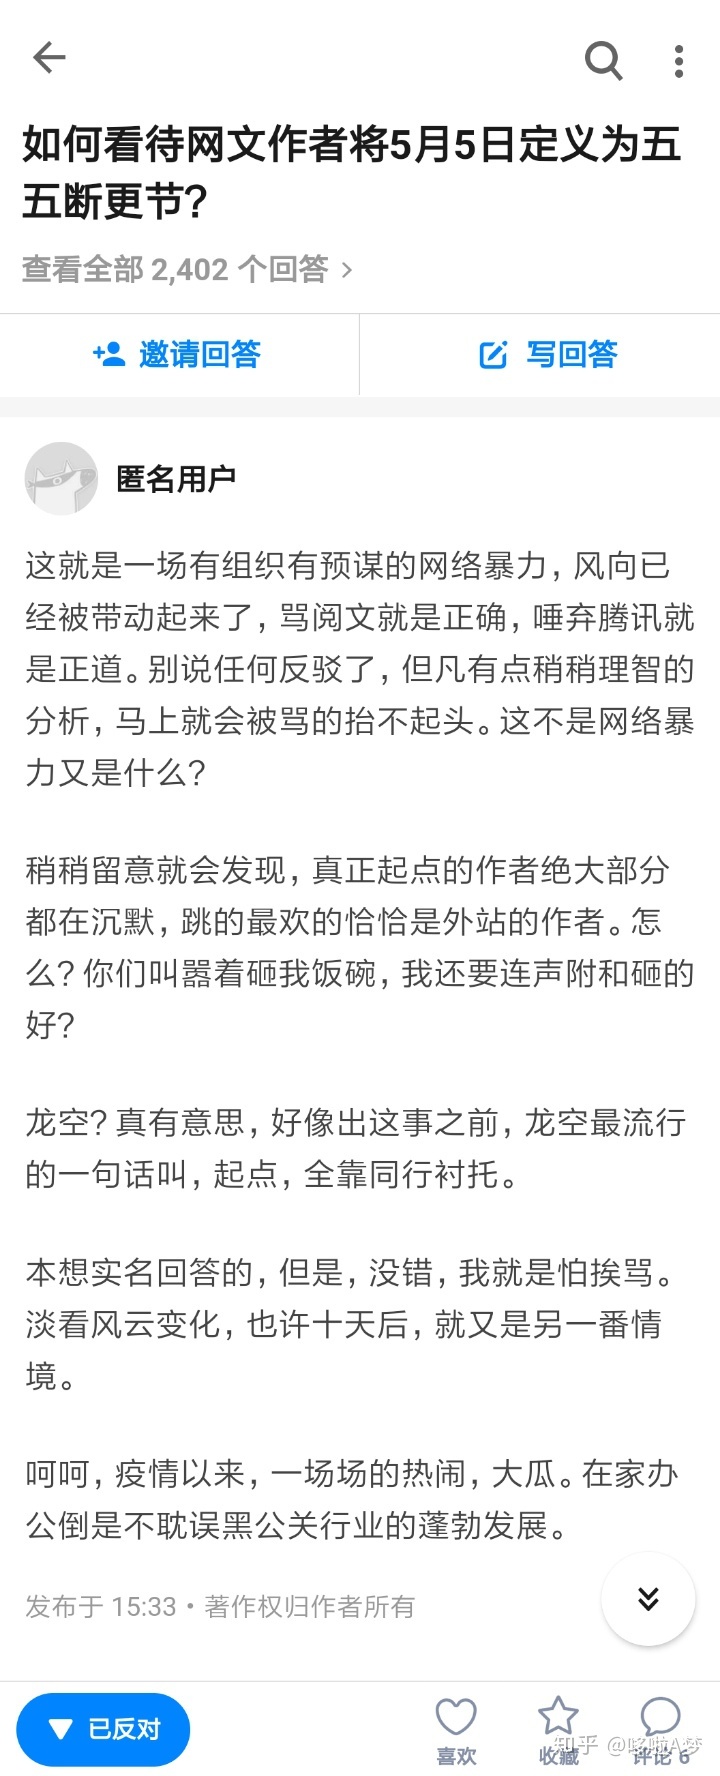 如何看待网文作者将5月5日定义为五
五断更节?
查看全部 2,402 个回答 >
邀请回答
写回答
匿名用户
这就是一场有组织有预谋的网络暴力, 风向已
经被带动起来了, 骂阅文就是正确, 唾弃腾讯就
是正道。别说任何反驳了, 但凡有点稍稍理智的
分析, 马上就会被骂的抬不起头。这不是网络暴
力又是什么?
稍稍留意就会发现, 真正起点的作者绝大部分
都在沉默, 跳的最欢的恰恰是外站的作者。怎
么? 你们叫嚣着砸我饭碗, 我还要连声附和砸的
好?
龙空? 真有意思, 好像出这事之前, 龙空最流行
的一句话叫, 起点, 全靠同行衬托。
本想实名回答的, 但是, 没错, 我就是怕挨骂。
淡看风云变化, 也许十天后, 就又是另一番情
境。
呵呵, 疫情以来, 一场场的热闹, 大瓜。在家办
公倒是不耽误黑公关行业的蓬勃发展。
发布于 15:33 • 著作权归作者所有
已反对
喜欢
收藏
评论 6
知乎 @哆啦A梦